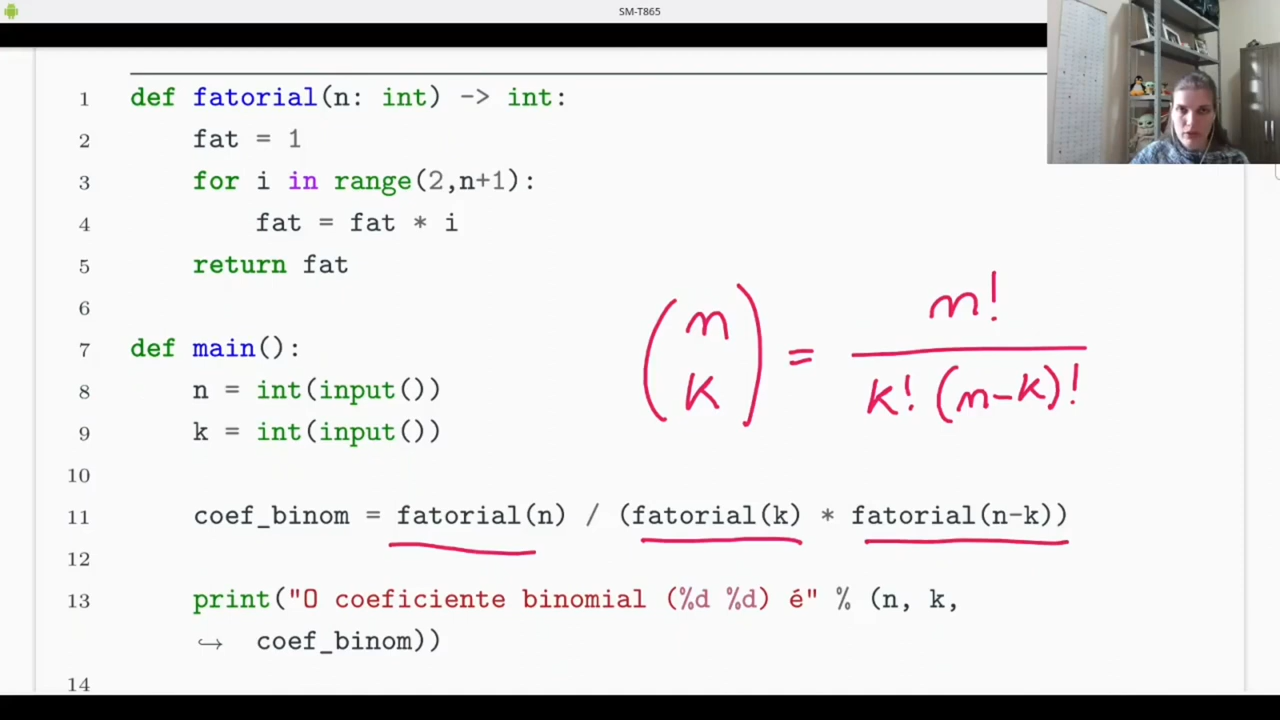 SM-T865
1 def fatorial(n: int) -> int:
2 fat = 1
3 for i in range(2,n+1):
4 fat = fat * i
5 return fat
6
7 def main():
8 n = int(input())
9 k = int(input())
10
11 coef_binom = fatorial(n) / (fatorial(k) * fatorial(n-k))
12
13 print("O coeficiente binomial (%d %d) é" % (n, k,
↪ coef_binom))
14
(n
k) = n!
k! (n-k)!